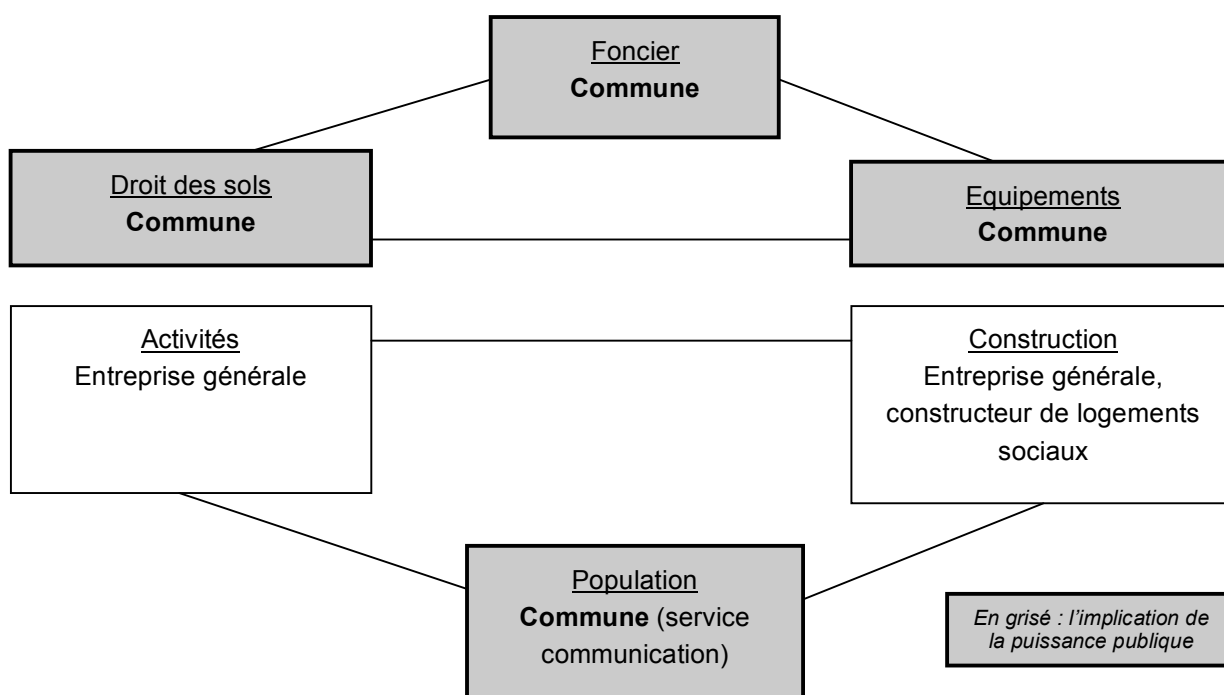 Foncier
Commune
Droit des sols
Commune
Equipements
Commune
Activités
Entreprise générale
Construction
Entreprise générale,
constructeur de logements
sociaux
Population
Commune (service
communication)
En grisé : l’implication de
la puissance publique